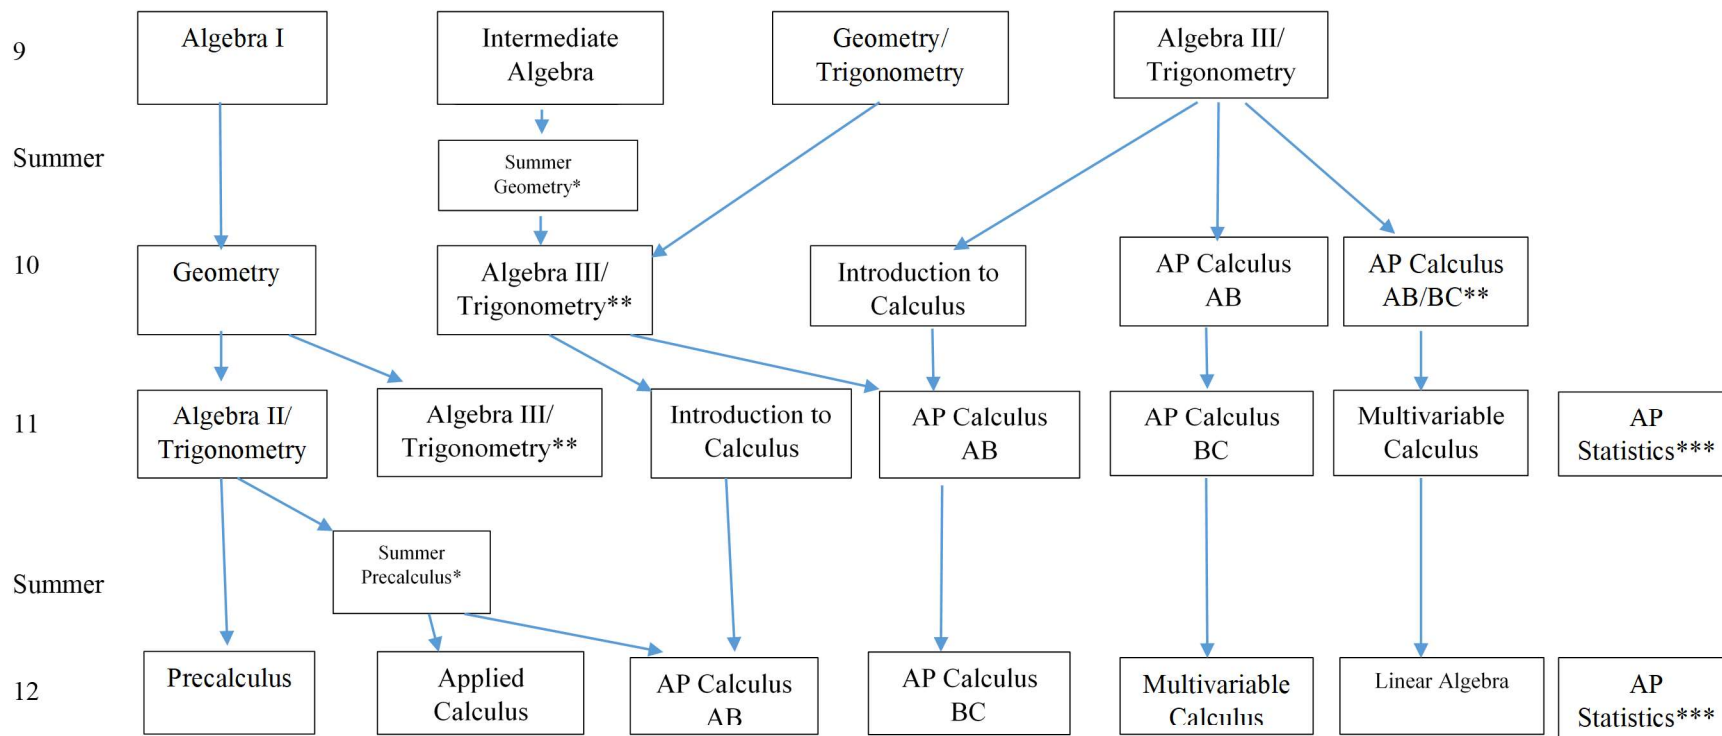 9
Algebra I
Intermediate
Algebra
Geometry/
Trigonometry
Algebra III/
Trigonometry
Summer
Summer
Geometry*
10
Geometry
Algebra III/
Trigonometry**
Introduction to
Calculus
AP Calculus
AB
AP Calculus
AB/BC**
11
Algebra II/
Trigonometry
Algebra III/
Trigonometry**
Introduction to
Calculus
AP Calculus
AB
AP Calculus
BC
Multivariable
Calculus
AP
Statistics***
Summer
Summer
Precalculus*
12
Precalculus
Applied
Calculus
AP Calculus
AB
AP Calculus
BC
Multivariable
Calculus
Linear Algebra
AP
Statistics***